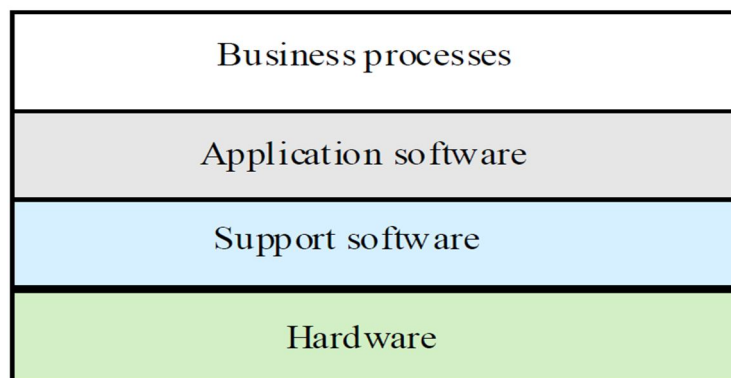 Business processes
Application software
Support software
Hardware